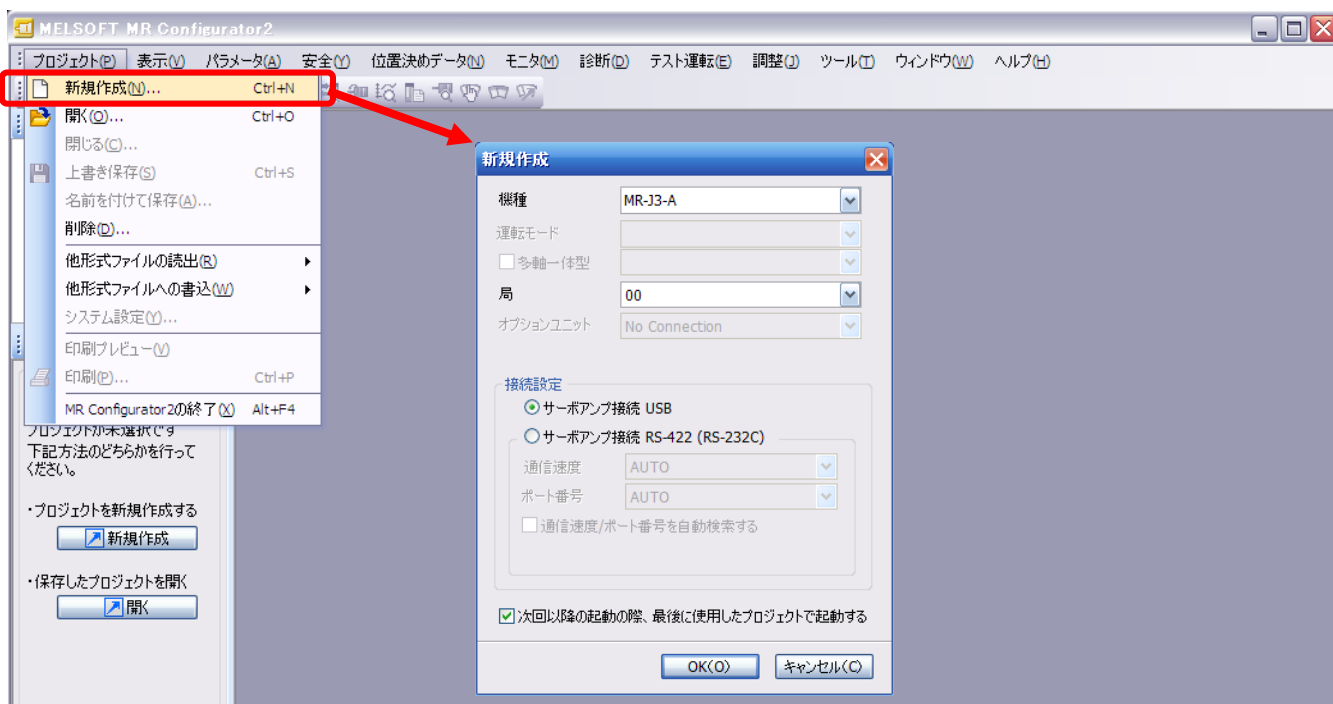 MELSOFT MR Configurator2
プロジェクト(P) 表示(V) パラメータ(A) 安全(Y) 位置決めデータ(N) モニタ(M) 診断(D) テスト運転(E) 調整(J) ツール(T) ウィンドウ(W) ヘルプ(H)
新規作成(N)... Ctrl+N
開く(O)... Ctrl+O
閉じる(C)...
上書き保存(S) Ctrl+S
名前を付けて保存(A)...
削除(D)...
他形式ファイルの読出(R)
他形式ファイルへの書込(W)
システム設定(Y)...
印刷プレビュー(V)
印刷(P)... Ctrl+P
MR Configurator2の終了(X) Alt+F4
プロジェクトが未選択です
下記方法のどちらかを行って
ください。
・プロジェクトを新規作成する
新規作成
・保存したプロジェクトを開く
開く
新規作成
機種 MR-J3-A
運転モード
多軸一体型
局 00
オプションユニット No Connection
接続設定
サーボアンプ接続 USB
サーボアンプ接続 RS-422 (RS-232C)
通信速度 AUTO
ポート番号 AUTO
通信速度/ポート番号を自動検索する
次回以降の起動の際、最後に使用したプロジェクトで起動する
OK(O) キャンセル(C)